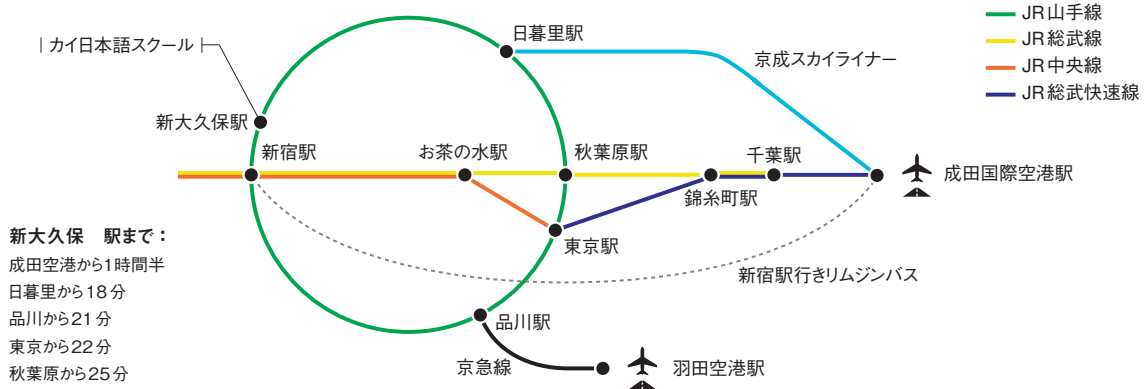 JR山手線
JR総武線
JR中央線
JR総武快速線
日暮里駅
京成スカイライナー
| カイ日本語スクール |
新大久保駅
新宿駅
お茶の水駅
秋葉原駅
千葉駅
成田国際空港駅
錦糸町駅
東京駅
新宿駅行きリムジンバス
新大久保 駅まで：
成田空港から1時間半
日暮里から18分
品川から21分
東京から22分
秋葉原から25分
品川駅
京急線
羽田空港駅